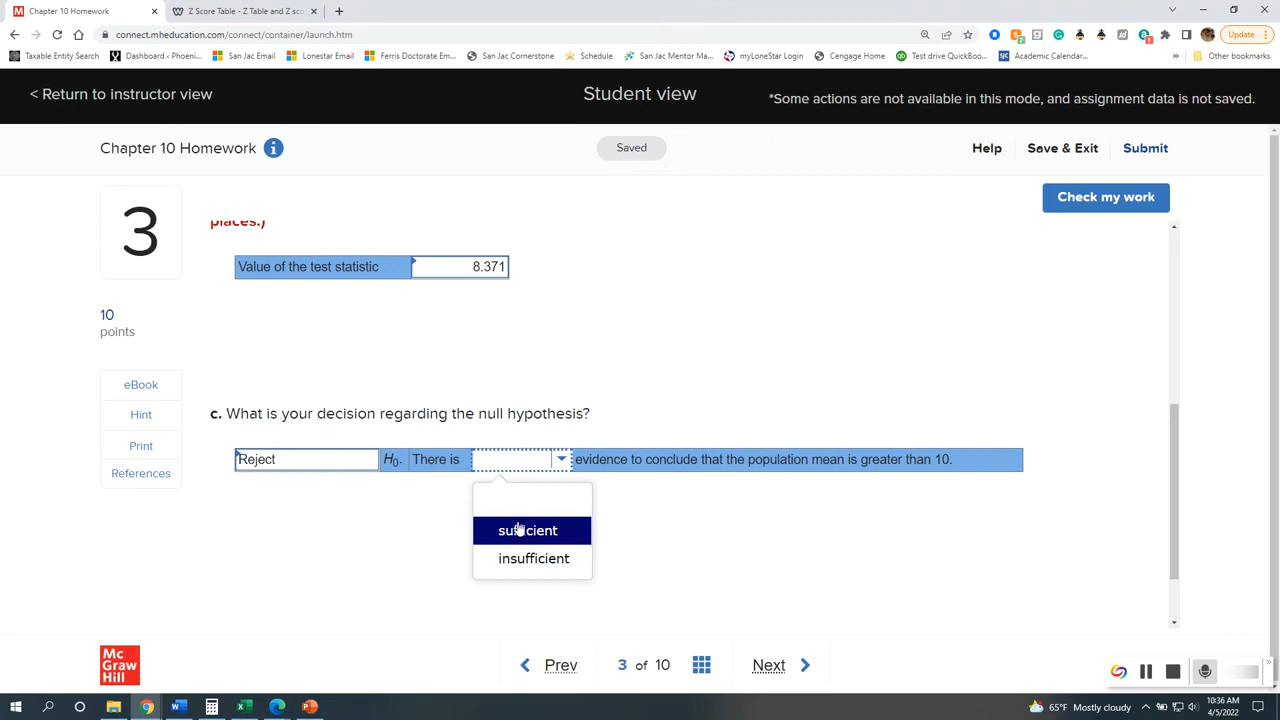 Chapter 10 Homework
Z Score Table - Z Table and Z sco
connect.mheducation.com/connect/container/launch.htm
Update
Taxable Entity Search
Dashboard ‹ Phoeni...
San Jac Email
Lonestar Email
Ferris Doctorate Em...
San Jac Cornerstone
Schedule
San Jac Mentor Ma...
myLoneStar Login
Cengage Home
Test drive QuickBoo...
Academic Calendar...
»
Other bookmarks
< Return to instructor view
Student view
*Some actions are not available in this mode, and assignment data is not saved.
Chapter 10 Homework
Saved
Help
Save & Exit
Submit
3
Check my work
places.)
Value of the test statistic 8.371
10
points
eBook
Hint
Print
References
c. What is your decision regarding the null hypothesis?
Reject H0. There is evidence to conclude that the population mean is greater than 10.
sufficient
insufficient
Mc
Graw
Hill
Prev
3 of 10
Next
65°F Mostly cloudy
10:36 AM
4/5/2022